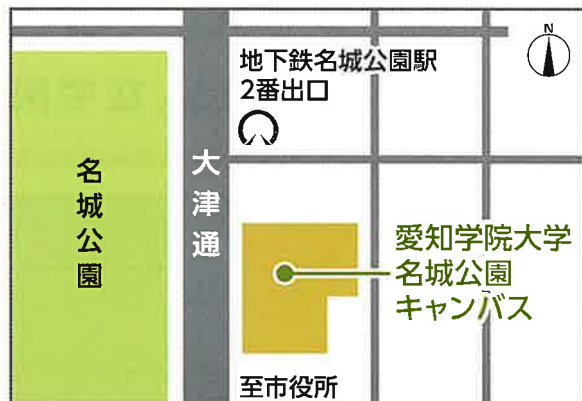 地下鉄名城公園駅
2番出口
N
名城公園
大津通
愛知学院大学
名城公園
キャンパス
至市役所